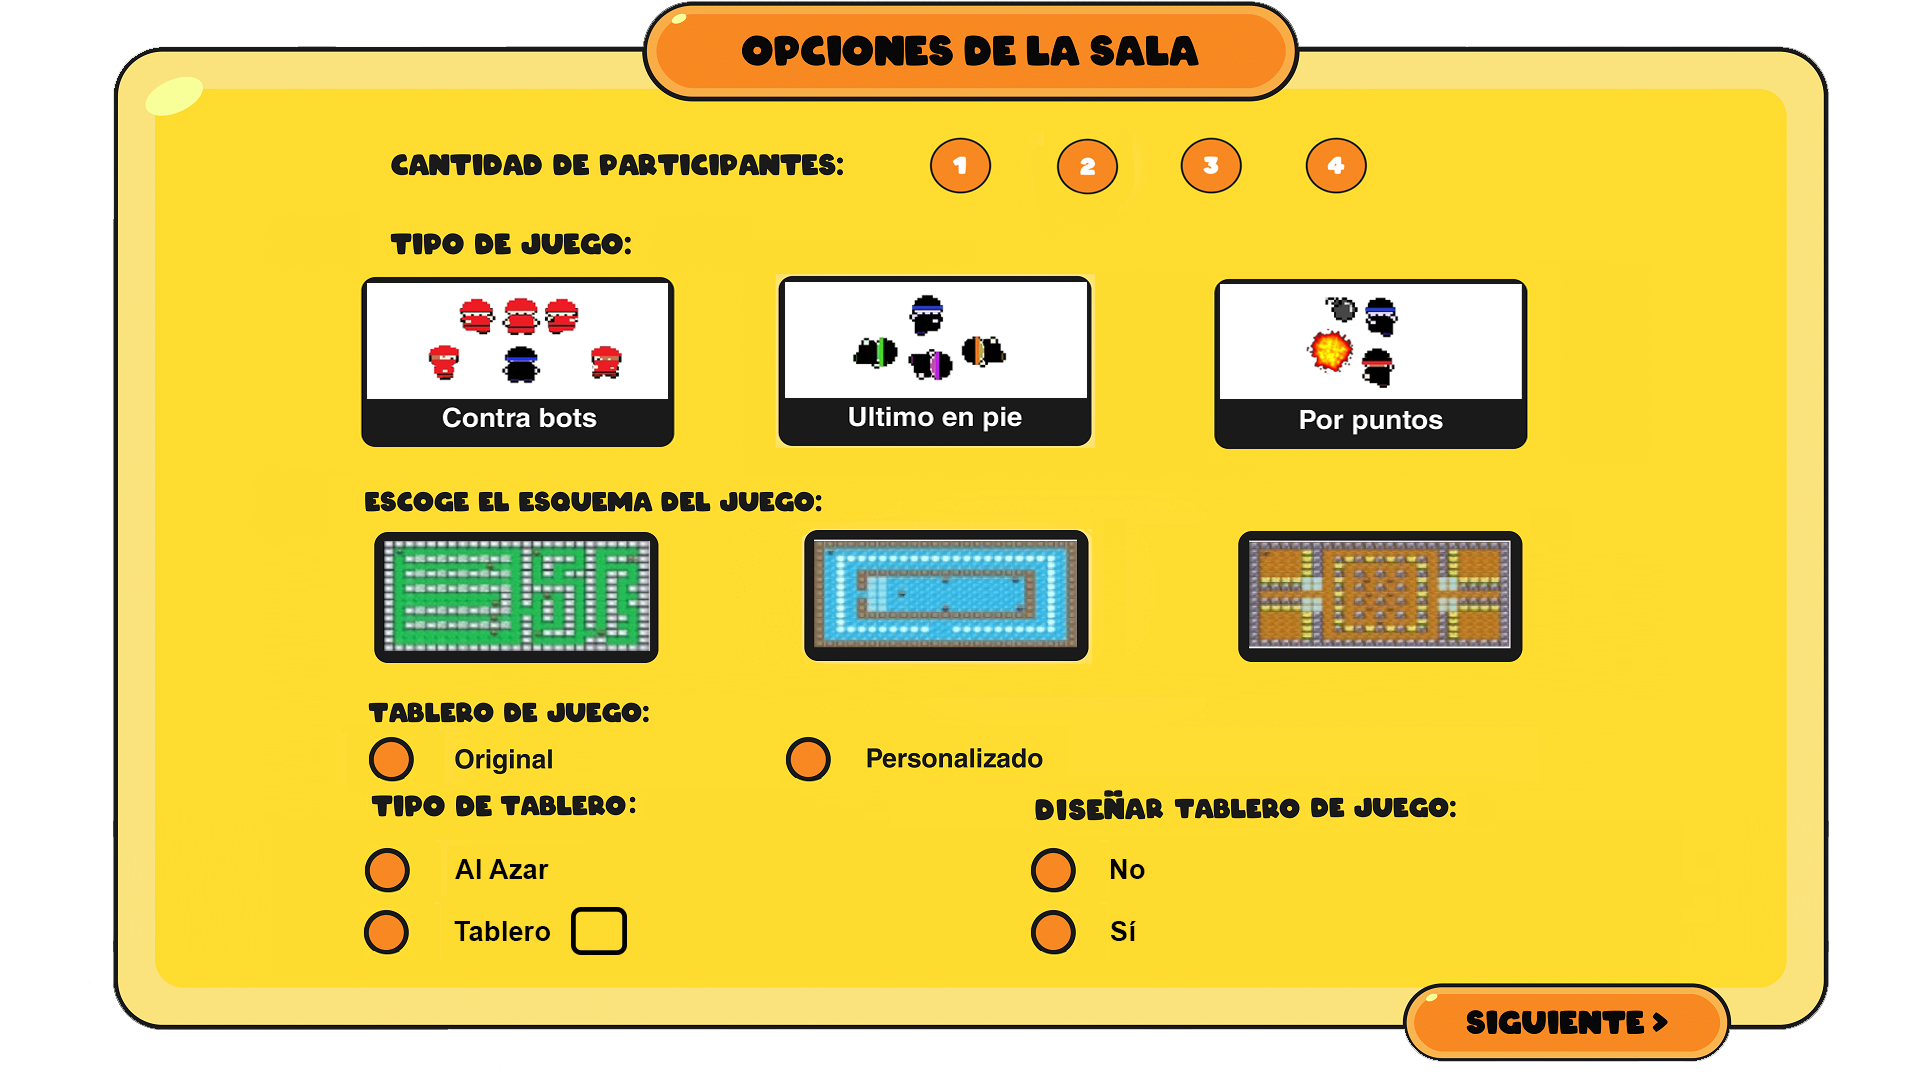 OPCIONES DE LA SALA
CANTIDAD DE PARTICIPANTES: 1 2 3 4
TIPO DE JUEGO:
Contra bots Ultimo en pie Por puntos
ESCOGE EL ESQUEMA DEL JUEGO:
TABLERO DE JUEGO:
Original Personalizado
TIPO DE TABLERO: DISEÑAR TABLERO DE JUEGO:
Al Azar No
Tablero Sí
SIGUIENTE >